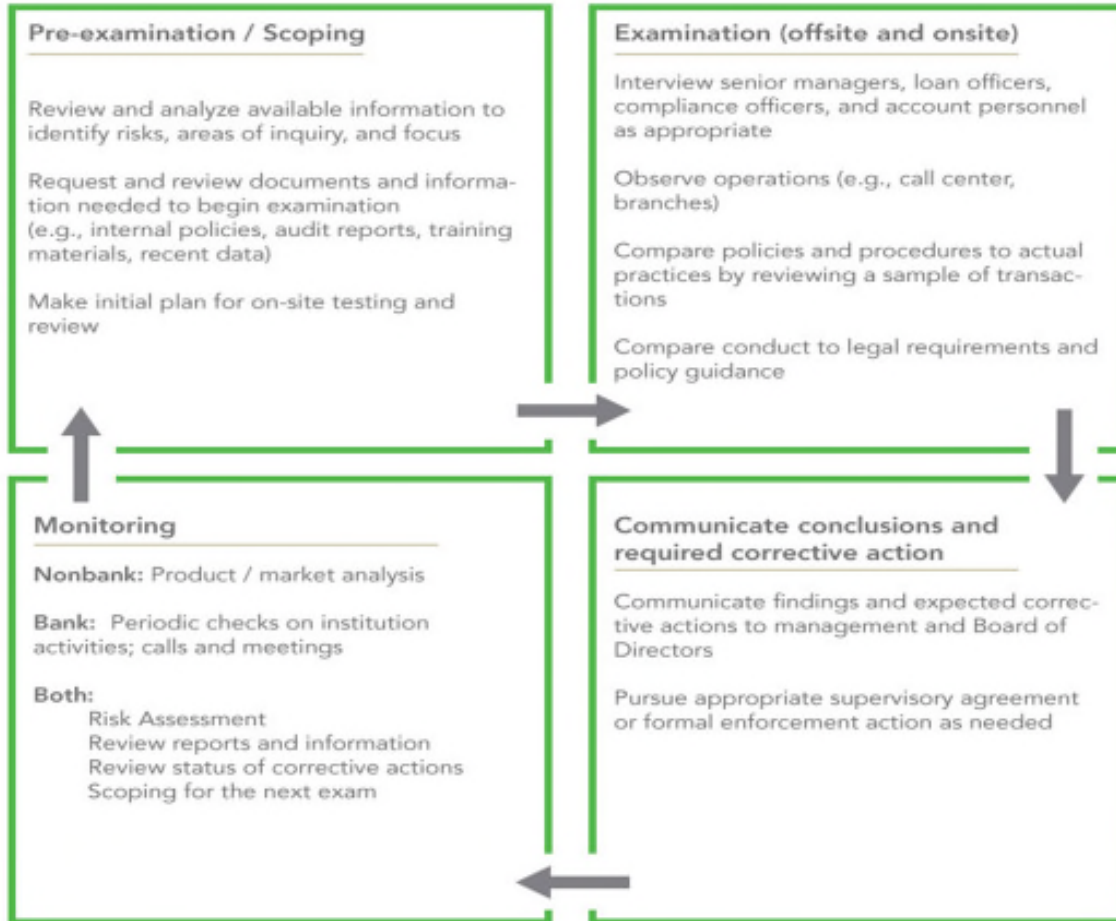 Pre-examination / Scoping
Review and analyze available information to
identify risks, areas of inquiry, and focus
Request and review documents and informa-
tion needed to begin examination
(e.g., internal policies, audit reports, training
materials, recent data)
Make initial plan for on-site testing and
review
Examination (offsite and onsite)
Interview senior managers, loan officers,
compliance officers, and account personnel
as appropriate
Observe operations (e.g., call center,
branches)
Compare policies and procedures to actual
practices by reviewing a sample of transac-
tions
Compare conduct to legal requirements and
policy guidance
Communicate conclusions and
required corrective action
Communicate findings and expected correc-
tive actions to management and Board of
Directors
Pursue appropriate supervisory agreement
or formal enforcement action as needed
Monitoring
Nonbank: Product / market analysis
Bank: Periodic checks on institution
activities; calls and meetings
Both:
Risk Assessment
Review reports and information
Review status of corrective actions
Scoping for the next exam